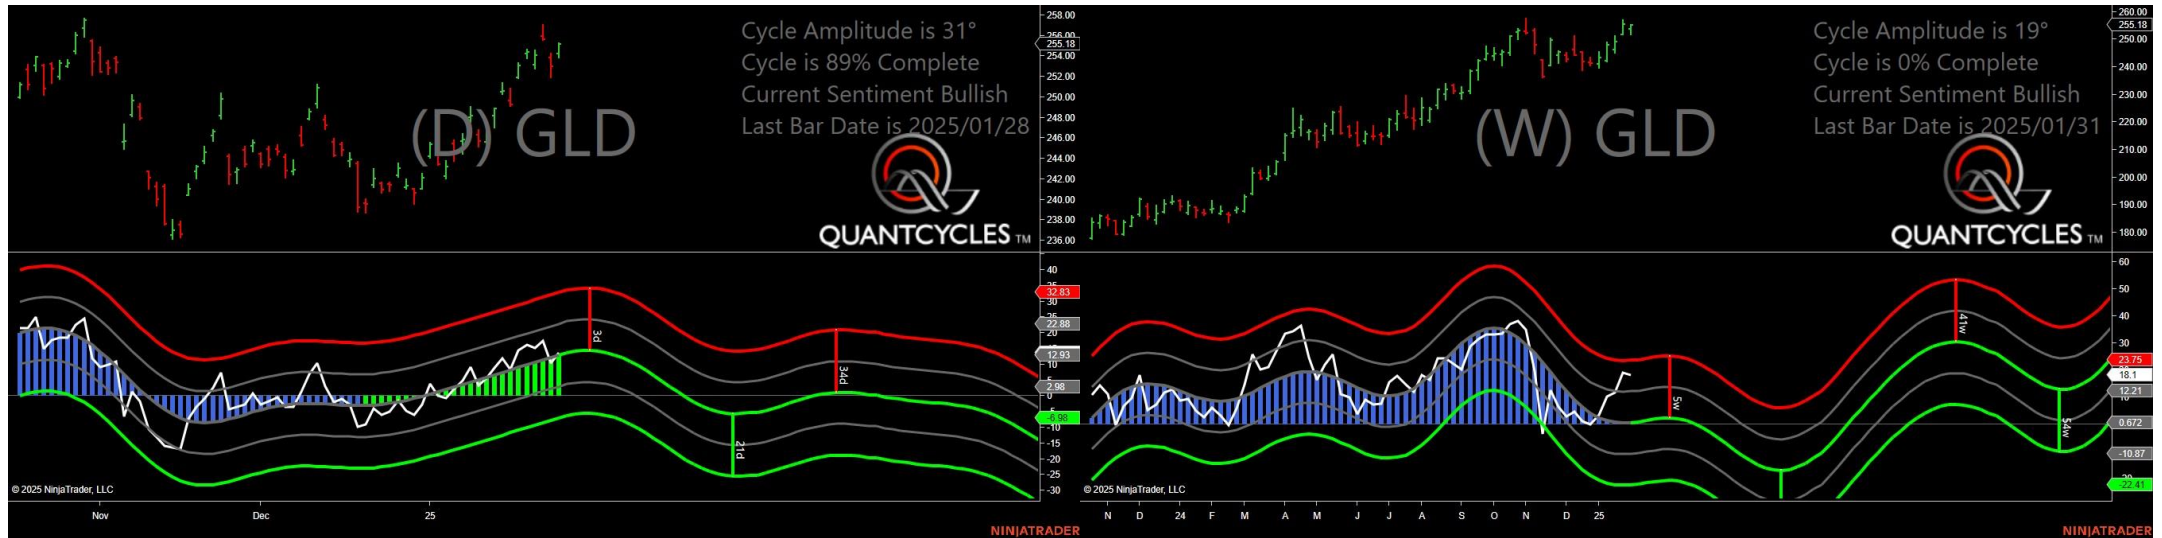 Cycle Amplitude is 31°
Cycle is 89% Complete
Current Sentiment Bullish
Last Bar Date is 2025/01/28
(D) GLD
QUANTCYCLES TM
258.00
256.00
255.18
254.00
252.00
250.00
248.00
246.00
244.00
242.00
240.00
238.00
236.00
40
32.83
25
22.88
20
12.93
5
2.98
0
-6.98
-10
-15
-20
-25
-30
3d
21d
34d
© 2025 NinjaTrader, LLC
Nov
Dec
25
NINJATRADER
Cycle Amplitude is 19°
Cycle is 0% Complete
Current Sentiment Bullish
Last Bar Date is 2025/01/31
(W) GLD
QUANTCYCLES TM
260.00
255.18
250.00
240.00
230.00
220.00
210.00
200.00
190.00
180.00
60
50
40
30
23.75
18.1
12.21
0.672
-10.87
-22.41
5w
41w
54w
© 2025 NinjaTrader, LLC
N
D
24
F
M
A
M
J
J
A
S
O
N
D
25
NINJATRADER